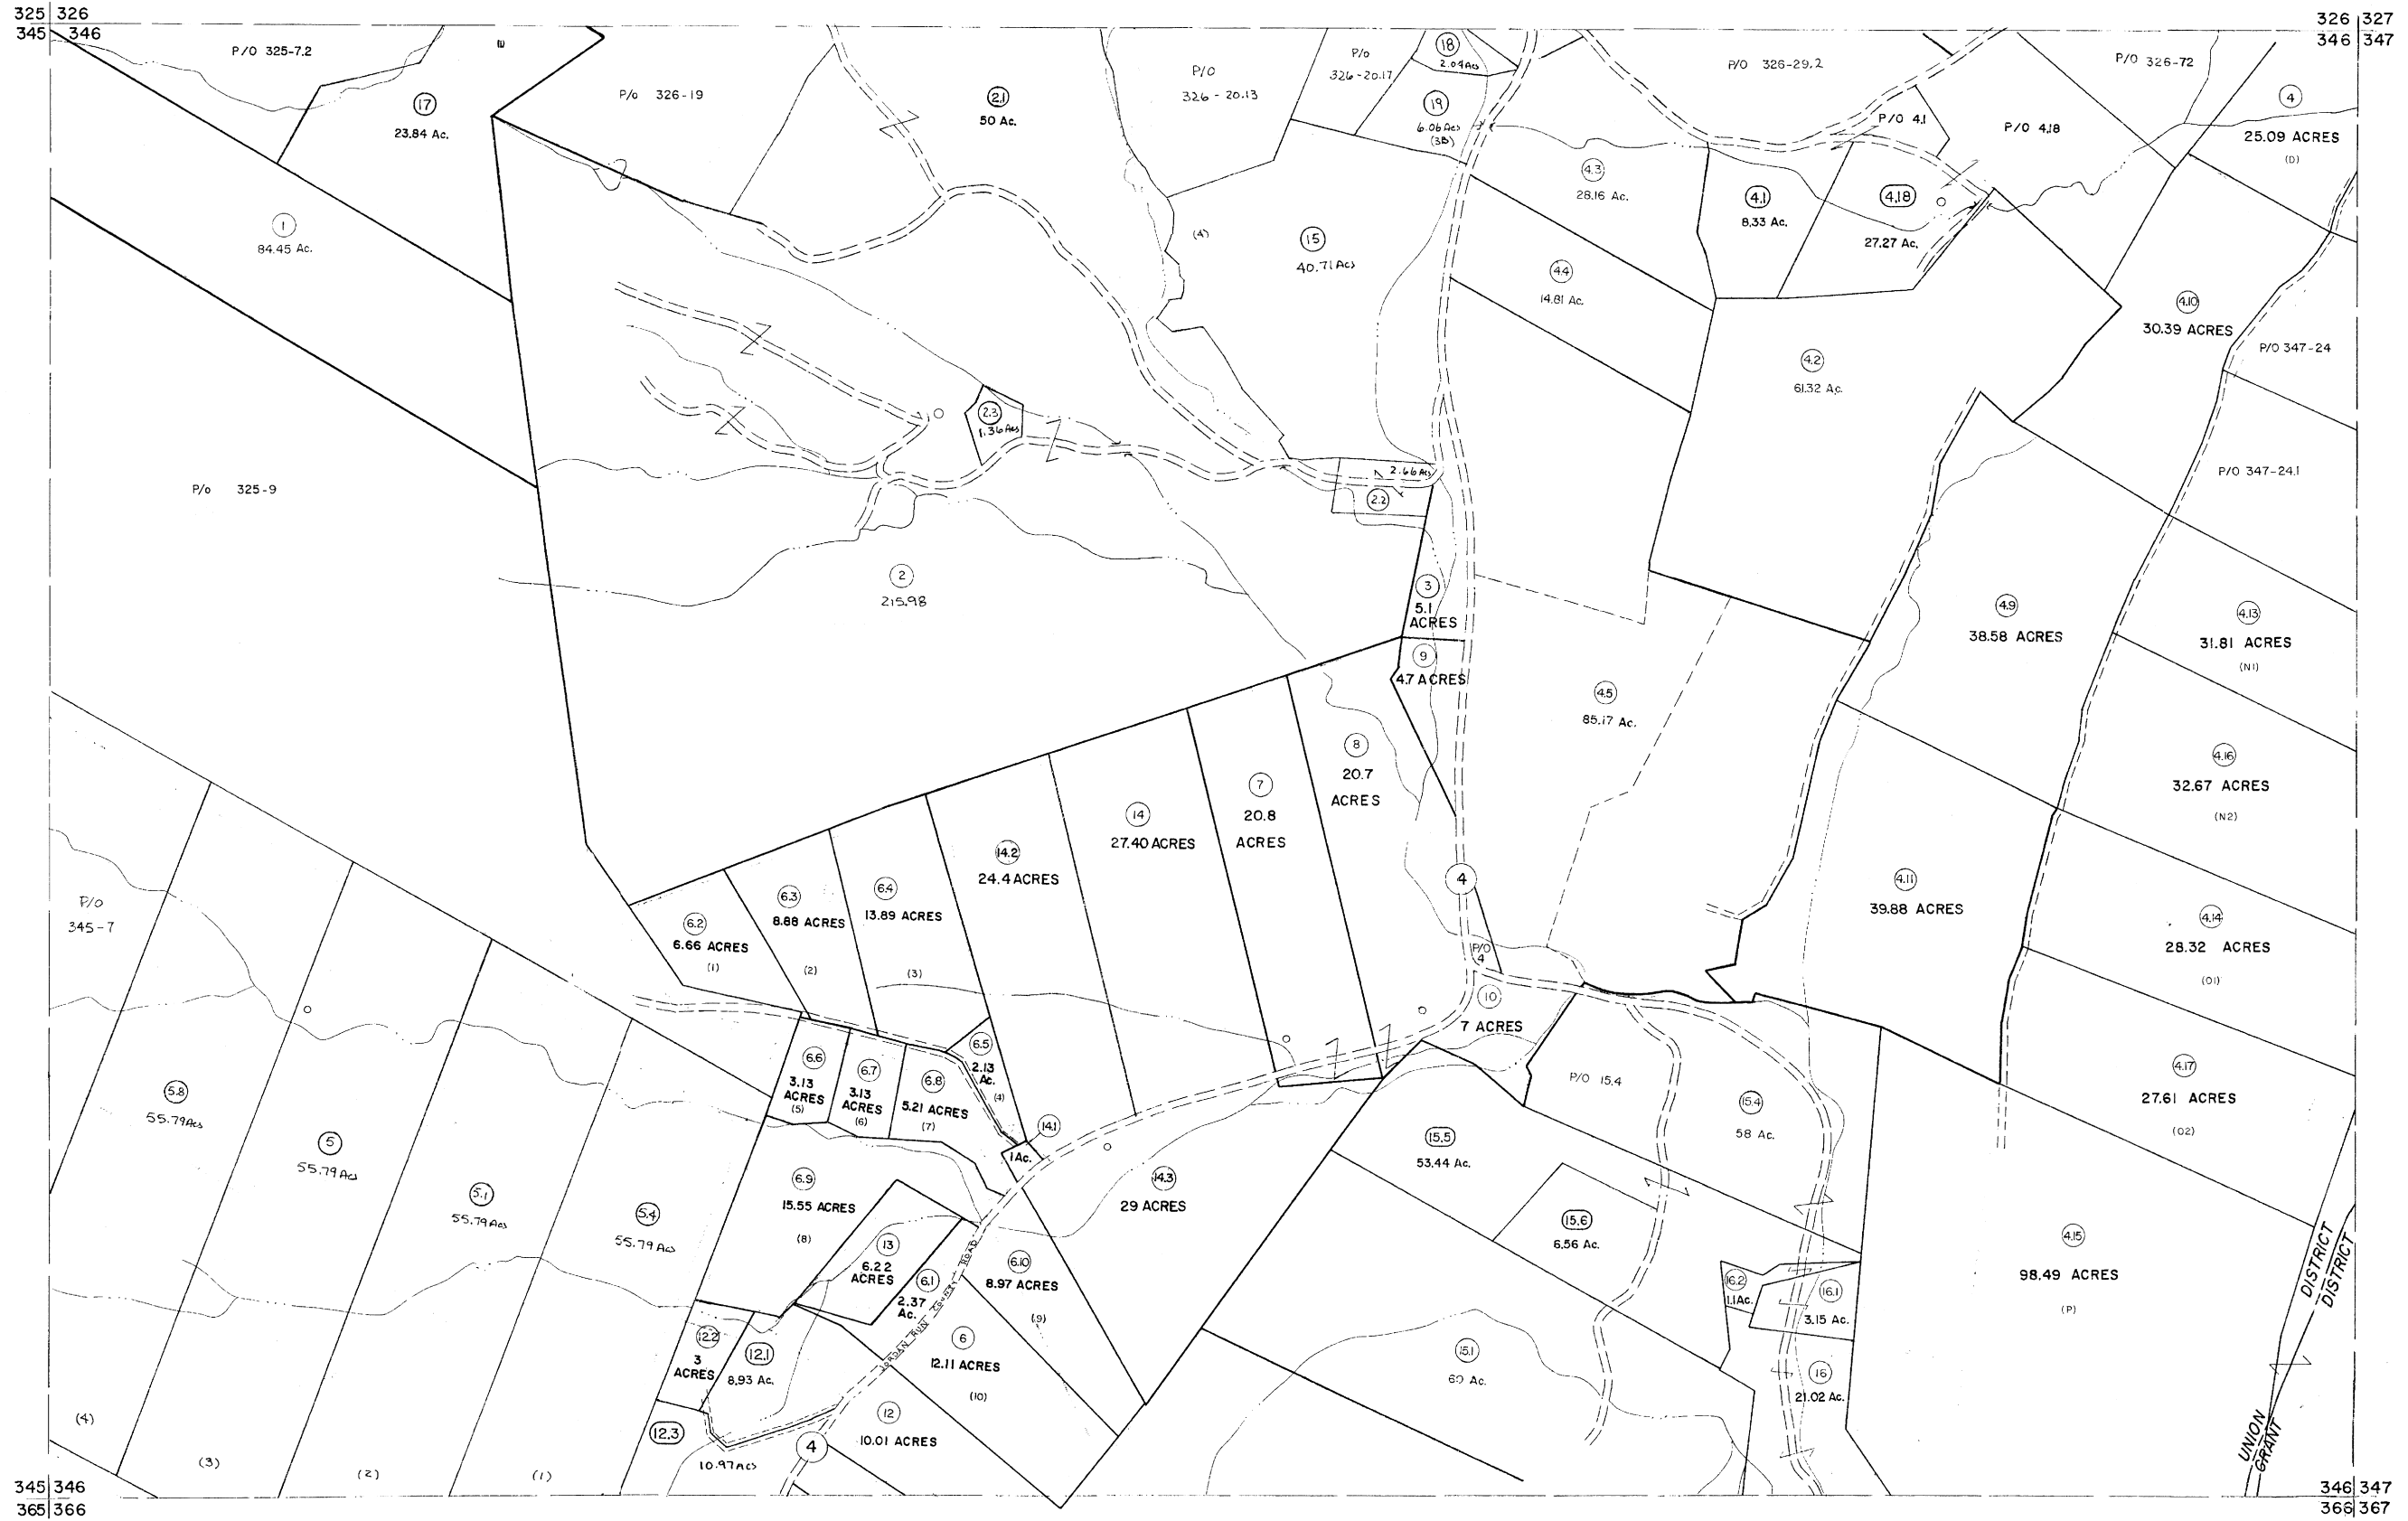 325 326
345 346
326 327
346 347
P/O 325-7.2
17
23.84 Ac.
P/o 326-19
2.1
50 Ac.
P/O
326 - 20.13
P/o
326-20.17
18
2.04Acs
19
6.06 Acs
(3B)
P/O 326-29.2
P/O 4.1
P/O 4.18
P/O 326-72
4
25.09 ACRES
(D)
1
84.45 Ac.
(4)
15
40.71 Acs
4.3
28.16 Ac.
4.1
8.33 Ac.
4.18
27.27 Ac.
4.4
14.81 Ac.
4.10
30.39 ACRES
P/O 347-24
4.2
61.32 Ac.
2.3
1.36 Acs
P/o 325-9
2.66 Acs
2.2
P/O 347-24.1
2
215.98
3
5.1
ACRES
9
4.7 ACRES
4.9
38.58 ACRES
4.13
31.81 ACRES
(N1)
4.5
85.17 Ac.
8
20.7
ACRES
7
20.8
ACRES
14
27.40 ACRES
14.2
24.4 ACRES
4.16
32.67 ACRES
(N2)
4
6.4
13.89 ACRES
(3)
6.3
8.88 ACRES
(2)
6.2
6.66 ACRES
(1)
P/O
345-7
4.11
39.88 ACRES
4.14
28.32 ACRES
(O1)
P/O
4
10
7 ACRES
6.5
2.13
Ac.
(4)
6.6
3.13
ACRES
(5)
6.7
3.13
ACRES
(6)
6.8
5.21 ACRES
(7)
14.1
1 Ac.
P/O 15.4
15.4
58 Ac.
4.17
27.61 ACRES
(O2)
5.8
55.79Acs
5
55.79 Acs
5.1
55.79 Acs
5.4
55.79 Acs
6.9
15.55 ACRES
(8)
14.3
29 ACRES
15.5
53.44 Ac.
15.6
6.56 Ac.
13
6.22
ACRES
6.1
2.37
Ac.
JORDAN RUN COUNTY ROAD
6.10
8.97 ACRES
(9)
4.15
98.49 ACRES
(P)
DISTRICT
DISTRICT
16.2
1.1Ac.
16.1
3.15 Ac.
12.2
3
ACRES
12.1
8.93 Ac.
6
12.11 ACRES
(10)
15.1
60 Ac.
16
21.02 Ac.
12
10.01 ACRES
12.3
10.97 Acs
4
(4)
(3)
(2)
(1)
UNION
GRANT
345 346
365 366
346 347
366 367